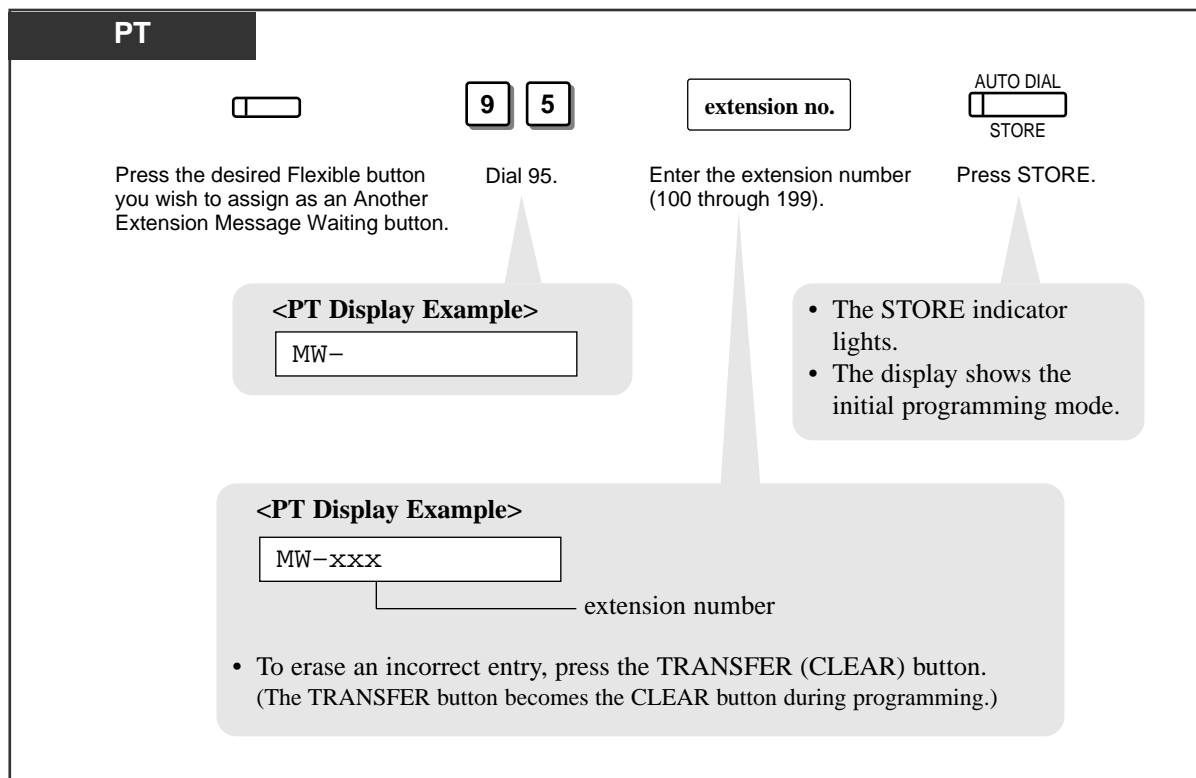 PT
9 5
extension no.
AUTO DIAL
STORE
Press the desired Flexible button
you wish to assign as an Another
Extension Message Waiting button.
Dial 95.
Enter the extension number
(100 through 199).
Press STORE.
<PT Display Example>
MW–
• The STORE indicator
lights.
• The display shows the
initial programming mode.
<PT Display Example>
MW–xxx
extension number
• To erase an incorrect entry, press the TRANSFER (CLEAR) button.
(The TRANSFER button becomes the CLEAR button during programming.)